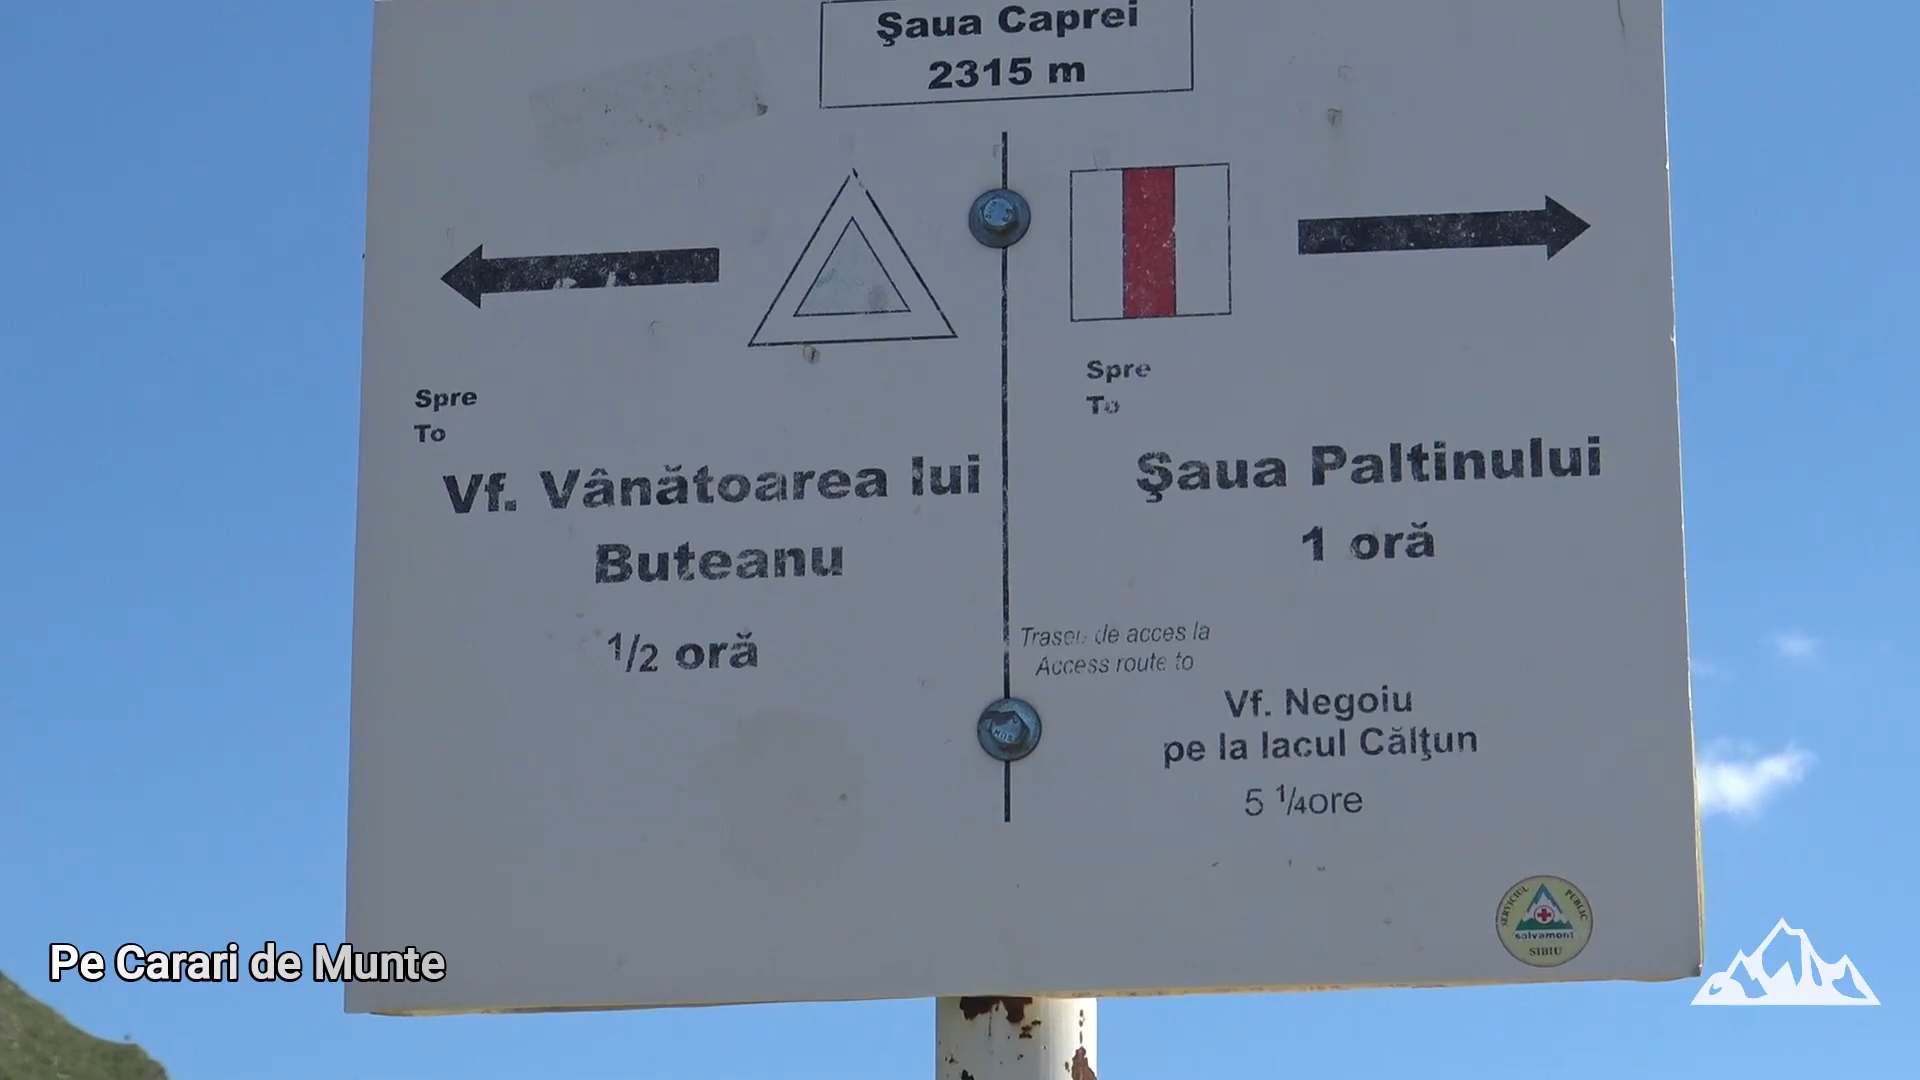 Şaua Caprei
2315 m
Spre
To
Vf. Vânătoarea lui
Buteanu
1/2 oră
Spre
To
Şaua Paltinului
1 oră
Traseu de acces la
Access route to
Vf. Negoiu
pe la lacul Călţun
5 1/4ore
SERVICIUL PUBLIC
salvamont
SIBIU
Pe Carari de Munte